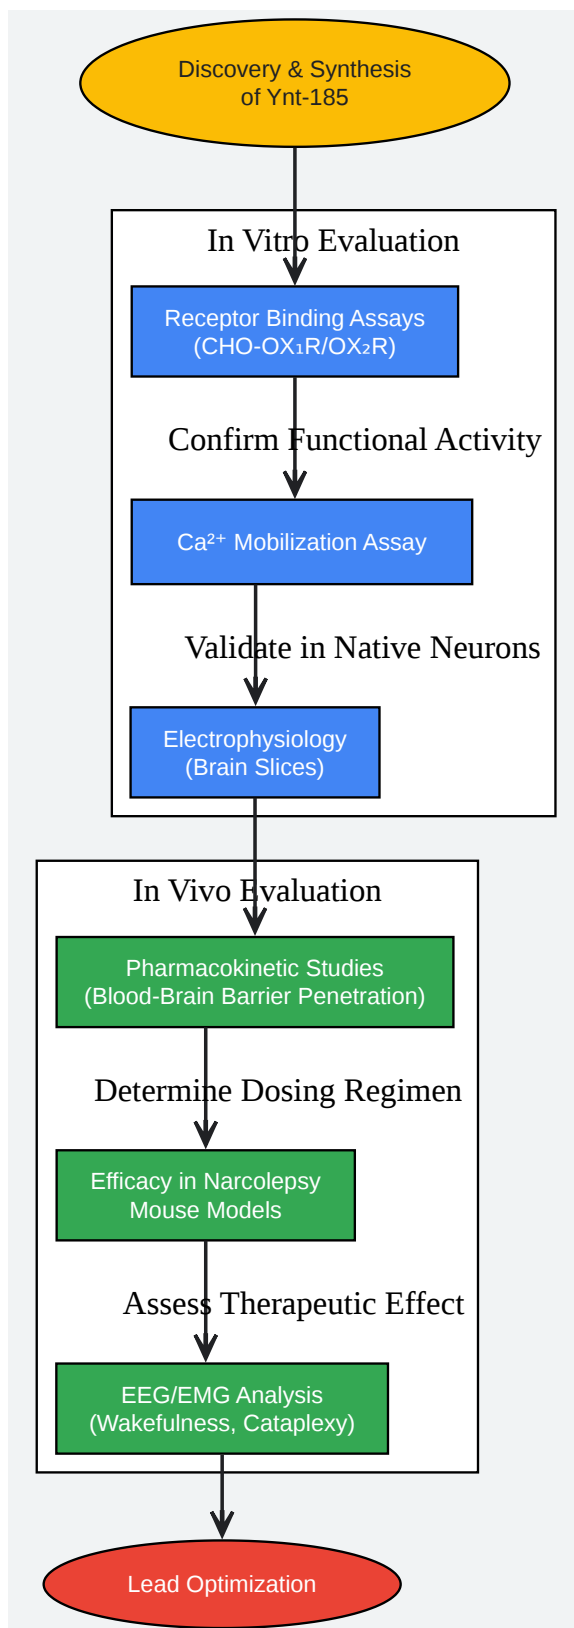 Discovery & Synthesis
of Ynt-185
In Vitro Evaluation
Receptor Binding Assays
(CHO-OX₁R/OX₂R)
Confirm Functional Activity
Ca²⁺ Mobilization Assay
Validate in Native Neurons
Electrophysiology
(Brain Slices)
In Vivo Evaluation
Pharmacokinetic Studies
(Blood-Brain Barrier Penetration)
Determine Dosing Regimen
Efficacy in Narcolepsy
Mouse Models
Assess Therapeutic Effect
EEG/EMG Analysis
(Wakefulness, Cataplexy)
Lead Optimization